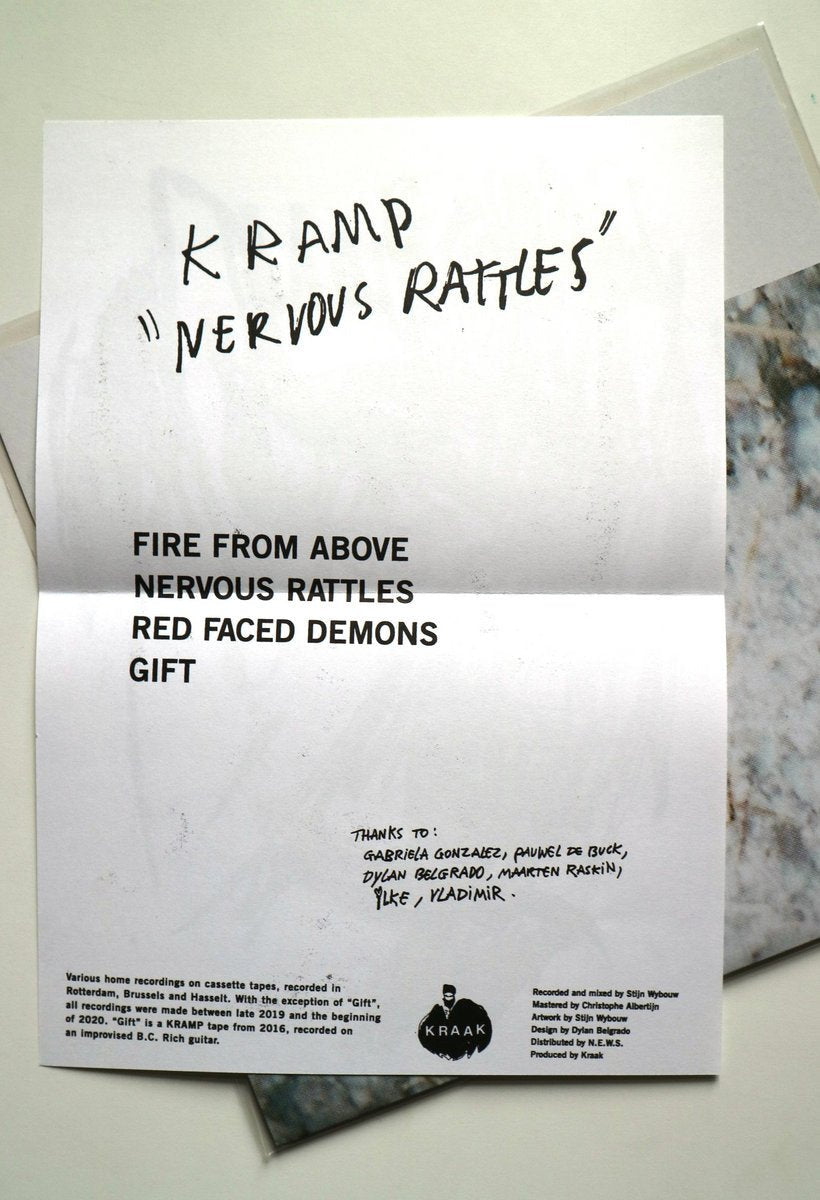 KRAMP
"NERVOUS RATTLES"
FIRE FROM ABOVE
NERVOUS RATTLES
RED FACED DEMONS
GIFT
THANKS TO:
GABRIELA GONZALEZ, PAUWEL DE BUCK,
DYLAN BELGRADO, MAARTEN RASKIN,
ILKE, VLADIMIR.
Various home recordings on cassette tapes, recorded in
Rotterdam, Brussels and Hasselt. With the exception of "Gift",
all recordings were made between late 2019 and the beginning
of 2020. "Gift" is a KRAMP tape from 2016, recorded on
an improvised B.C. Rich guitar.
KRAAK
Recorded and mixed by Stijn Wybouw
Mastered by Christophe Albertijn
Artwork by Stijn Wybouw
Design by Dylan Belgrado
Distributed by N.E.W.S.
Produced by Kraak